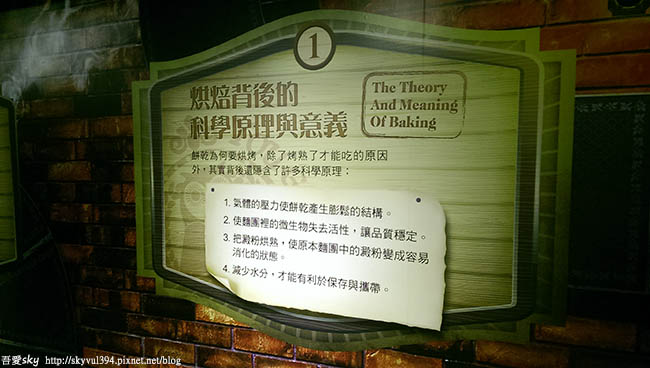 1
烘焙背後的
科學原理與意義
The Theory
And Meaning
Of Baking
餅乾為何要烘烤，除了烤熟了才能吃的原因
外，其實背後還隱含了許多科學原理：
1. 氣體的壓力使餅乾產生膨鬆的結構。
2. 使麵團裡的微生物失去活性，讓品質穩定。
3. 把澱粉烘熟，使原本麵團中的澱粉變成容易
消化的狀態。
4. 減少水分，才能有利於保存與攜帶。
吾愛sky http://skyvul394.pixnet.net/blog